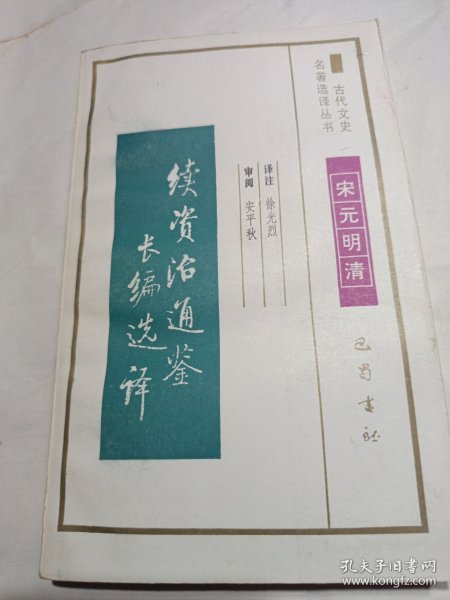 古代文史
名著选译丛书
宋元明清
巴蜀书社
译注 徐光烈
审阅 安平秋
续资治通鉴
长编选译
孔夫子旧书网
www.kongfz.com